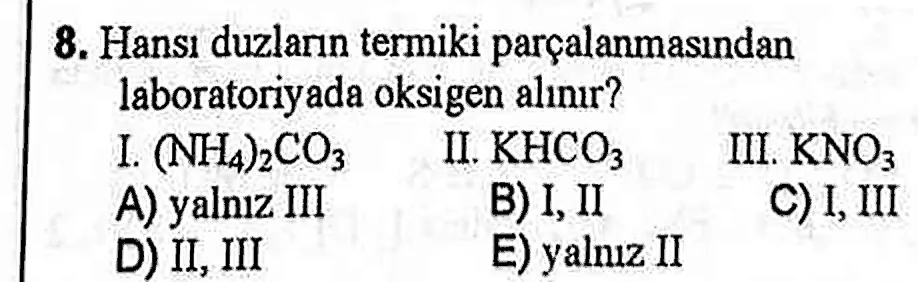 8. Hansı duzların termiki parçalanmasından
laboratoriyada oksigen alınır?
I. (NH₄)₂CO₃ II. KHCO₃ III. KNO₃
A) yalnız III B) I, II C) I, III
D) II, III E) yalnız II